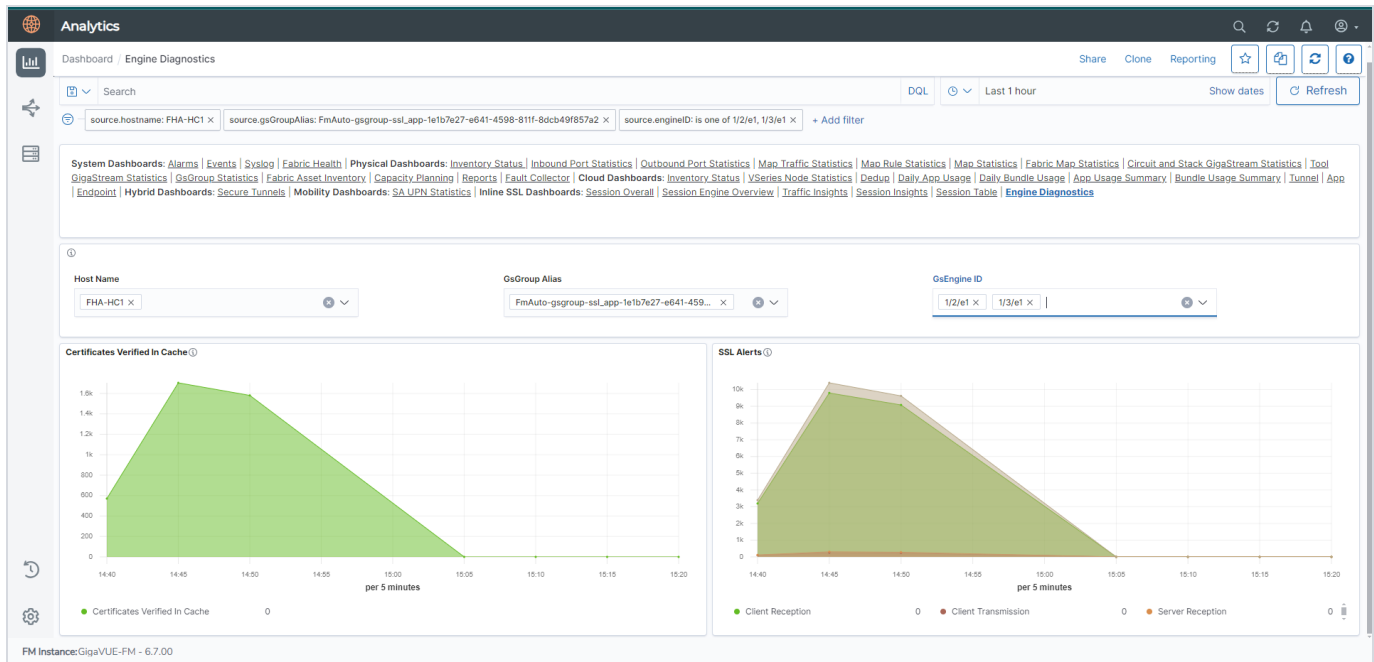 Analytics
Dashboard / Engine Diagnostics
Share Clone Reporting
Search DQL Last 1 hour Show dates Refresh
source.hostname: FHA-HC1 × source.gsGroupAlias: FmAuto-gsgroup-ssl_app-1e1b7e27-e641-4598-811f-8dcb49f857a2 × source.engineID: is one of 1/2/e1, 1/3/e1 × + Add filter
System Dashboards: Alarms | Events | Syslog | Fabric Health | Physical Dashboards: Inventory Status | Inbound Port Statistics | Outbound Port Statistics | Map Traffic Statistics | Map Rule Statistics | Map Statistics | Fabric Map Statistics | Circuit and Stack GigaStream Statistics | Tool
GigaStream Statistics | GsGroup Statistics | Fabric Asset Inventory | Capacity Planning | Reports | Fault Collector | Cloud Dashboards: Inventory Status | VSeries Node Statistics | Dedup | Daily App Usage | Daily Bundle Usage | App Usage Summary | Bundle Usage Summary | Tunnel | App
| Endpoint | Hybrid Dashboards: Secure Tunnels | Mobility Dashboards: SA UPN Statistics | Inline SSL Dashboards: Session Overall | Session Engine Overview | Traffic Insights | Session Insights | Session Table | Engine Diagnostics
Host Name GsGroup Alias GsEngine ID
FHA-HC1 × FmAuto-gsgroup-ssl_app-1e1b7e27-e641-459... × 1/2/e1 × 1/3/e1 ×
Certificates Verified In Cache
1.6k
1.4k
1.2k
1k
800
600
400
200
0
14:40 14:45 14:50 14:55 15:00 15:05 15:10 15:15 15:20
per 5 minutes
Certificates Verified In Cache 0
SSL Alerts
10k
9k
8k
7k
6k
5k
4k
3k
2k
1k
0
14:40 14:45 14:50 14:55 15:00 15:05 15:10 15:15 15:20
per 5 minutes
Client Reception 0 Client Transmission 0 Server Reception 0
FM Instance:GigaVUE-FM - 6.7.00